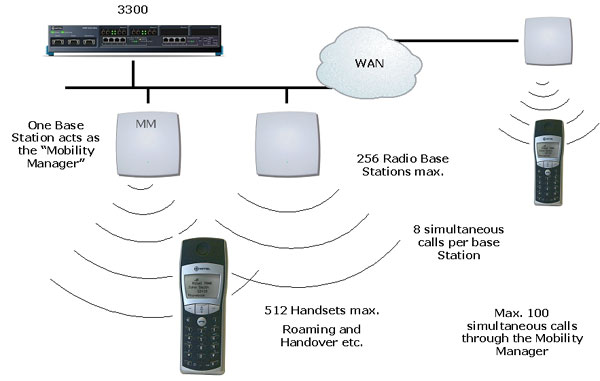 3300
WAN
MM
One Base
Station acts as
the “Mobility
Manager”
256 Radio Base
Stations max.
8 simultaneous
calls per base
Station
512 Handsets max.
Roaming and
Handover etc.
Max. 100
simultaneous calls
through the Mobility
Manager